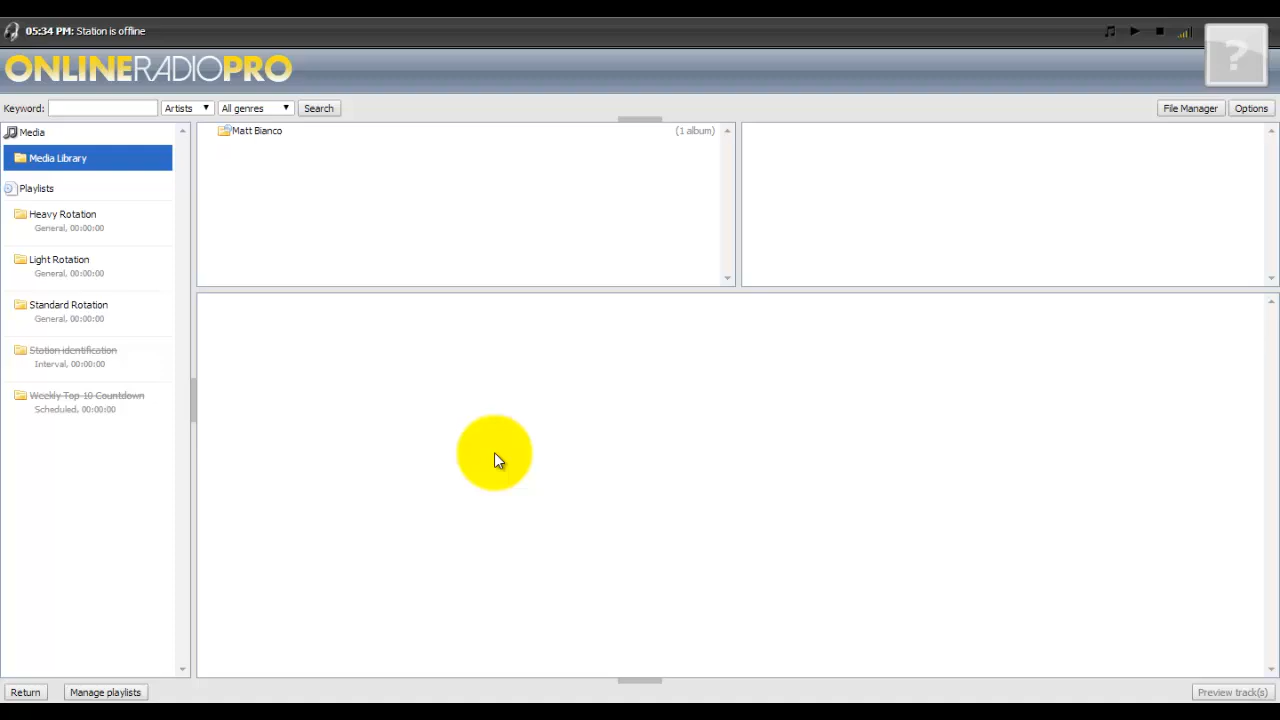 05:34 PM: Station is offline
?
ONLINERADIOPRO
Keyword: Artists All genres Search File Manager Options
Media
Media Library
Playlists
Heavy Rotation
General, 00:00:00
Light Rotation
General, 00:00:00
Standard Rotation
General, 00:00:00
Station identification
Interval, 00:00:00
Weekly Top 10 Countdown
Scheduled, 00:00:00
Matt Bianco (1 album)
Return Manage playlists Preview track(s)